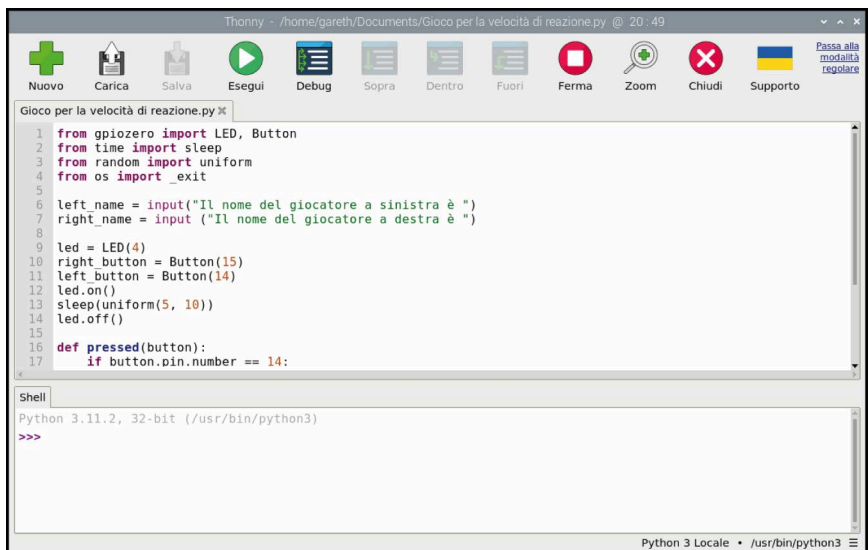 Thonny - /home/gareth/Documents/Gioco per la velocità di reazione.py @ 20 : 49
Nuovo Carica Salva Esegui Debug Sopra Dentro Fuori Ferma Zoom Chiudi Supporto
Passa alla
modalità
regolare
Gioco per la velocità di reazione.py
1 from gpiozero import LED, Button
2 from time import sleep
3 from random import uniform
4 from os import _exit
5
6 left_name = input("Il nome del giocatore a sinistra è ")
7 right_name = input ("Il nome del giocatore a destra è ")
8
9 led = LED(4)
10 right_button = Button(15)
11 left_button = Button(14)
12 led.on()
13 sleep(uniform(5, 10))
14 led.off()
15
16 def pressed(button):
17     if button.pin.number == 14:
Shell
Python 3.11.2, 32-bit (/usr/bin/python3)
>>>
Python 3 Locale • /usr/bin/python3 ☰